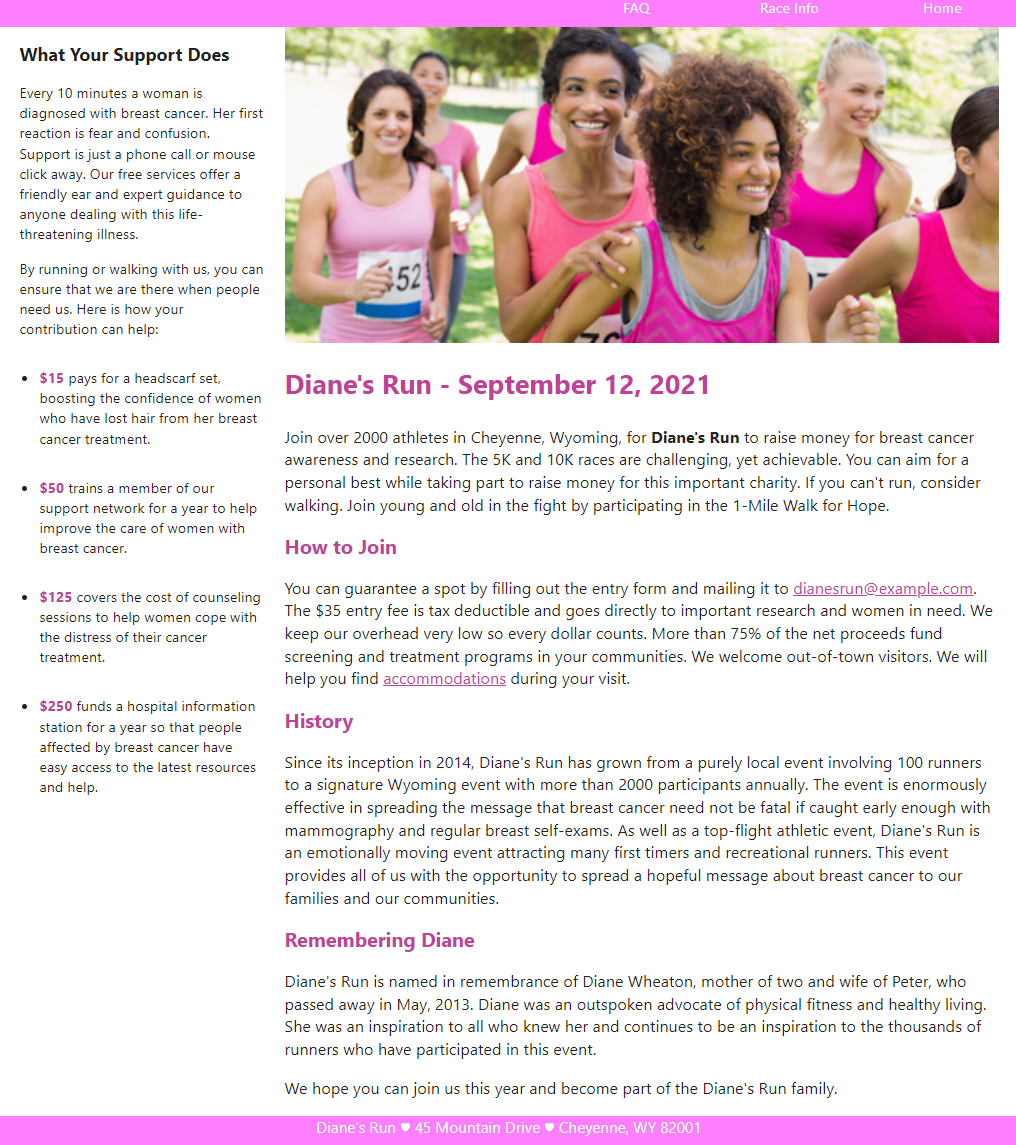 FAQ Race Info Home
What Your Support Does
Every 10 minutes a woman is
diagnosed with breast cancer. Her first
reaction is fear and confusion.
Support is just a phone call or mouse
click away. Our free services offer a
friendly ear and expert guidance to
anyone dealing with this life-
threatening illness.
By running or walking with us, you can
ensure that we are there when people
need us. Here is how your
contribution can help:
• $15 pays for a headscarf set,
boosting the confidence of women
who have lost hair from her breast
cancer treatment.
• $50 trains a member of our
support network for a year to help
improve the care of women with
breast cancer.
• $125 covers the cost of counseling
sessions to help women cope with
the distress of their cancer
treatment.
• $250 funds a hospital information
station for a year so that people
affected by breast cancer have
easy access to the latest resources
and help.
52
76
Diane's Run - September 12, 2021
Join over 2000 athletes in Cheyenne, Wyoming, for Diane's Run to raise money for breast cancer
awareness and research. The 5K and 10K races are challenging, yet achievable. You can aim for a
personal best while taking part to raise money for this important charity. If you can't run, consider
walking. Join young and old in the fight by participating in the 1-Mile Walk for Hope.
How to Join
You can guarantee a spot by filling out the entry form and mailing it to dianesrun@example.com.
The $35 entry fee is tax deductible and goes directly to important research and women in need. We
keep our overhead very low so every dollar counts. More than 75% of the net proceeds fund
screening and treatment programs in your communities. We welcome out-of-town visitors. We will
help you find accommodations during your visit.
History
Since its inception in 2014, Diane's Run has grown from a purely local event involving 100 runners
to a signature Wyoming event with more than 2000 participants annually. The event is enormously
effective in spreading the message that breast cancer need not be fatal if caught early enough with
mammography and regular breast self-exams. As well as a top-flight athletic event, Diane's Run is
an emotionally moving event attracting many first timers and recreational runners. This event
provides all of us with the opportunity to spread a hopeful message about breast cancer to our
families and our communities.
Remembering Diane
Diane's Run is named in remembrance of Diane Wheaton, mother of two and wife of Peter, who
passed away in May, 2013. Diane was an outspoken advocate of physical fitness and healthy living.
She was an inspiration to all who knew her and continues to be an inspiration to the thousands of
runners who have participated in this event.
We hope you can join us this year and become part of the Diane's Run family.
Diane's Run ♥ 45 Mountain Drive ♥ Cheyenne, WY 82001